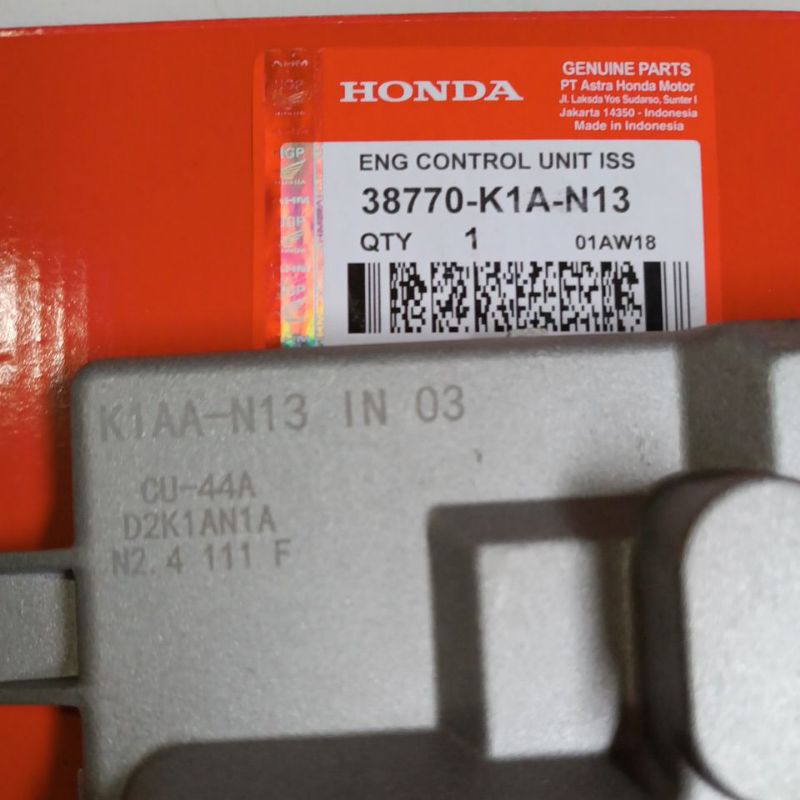 HONDA
GENUINE PARTS
PT Astra Honda Motor
Jl. Laksda Yos Sudarso, Sunter I
Jakarta 14350 - Indonesia
Made in Indonesia
ENG CONTROL UNIT ISS
38770-K1A-N13
QTY 1 01AW18
K1AA-N13 IN 03
CU-44A
D2K1AN1A
N2.4 111 F